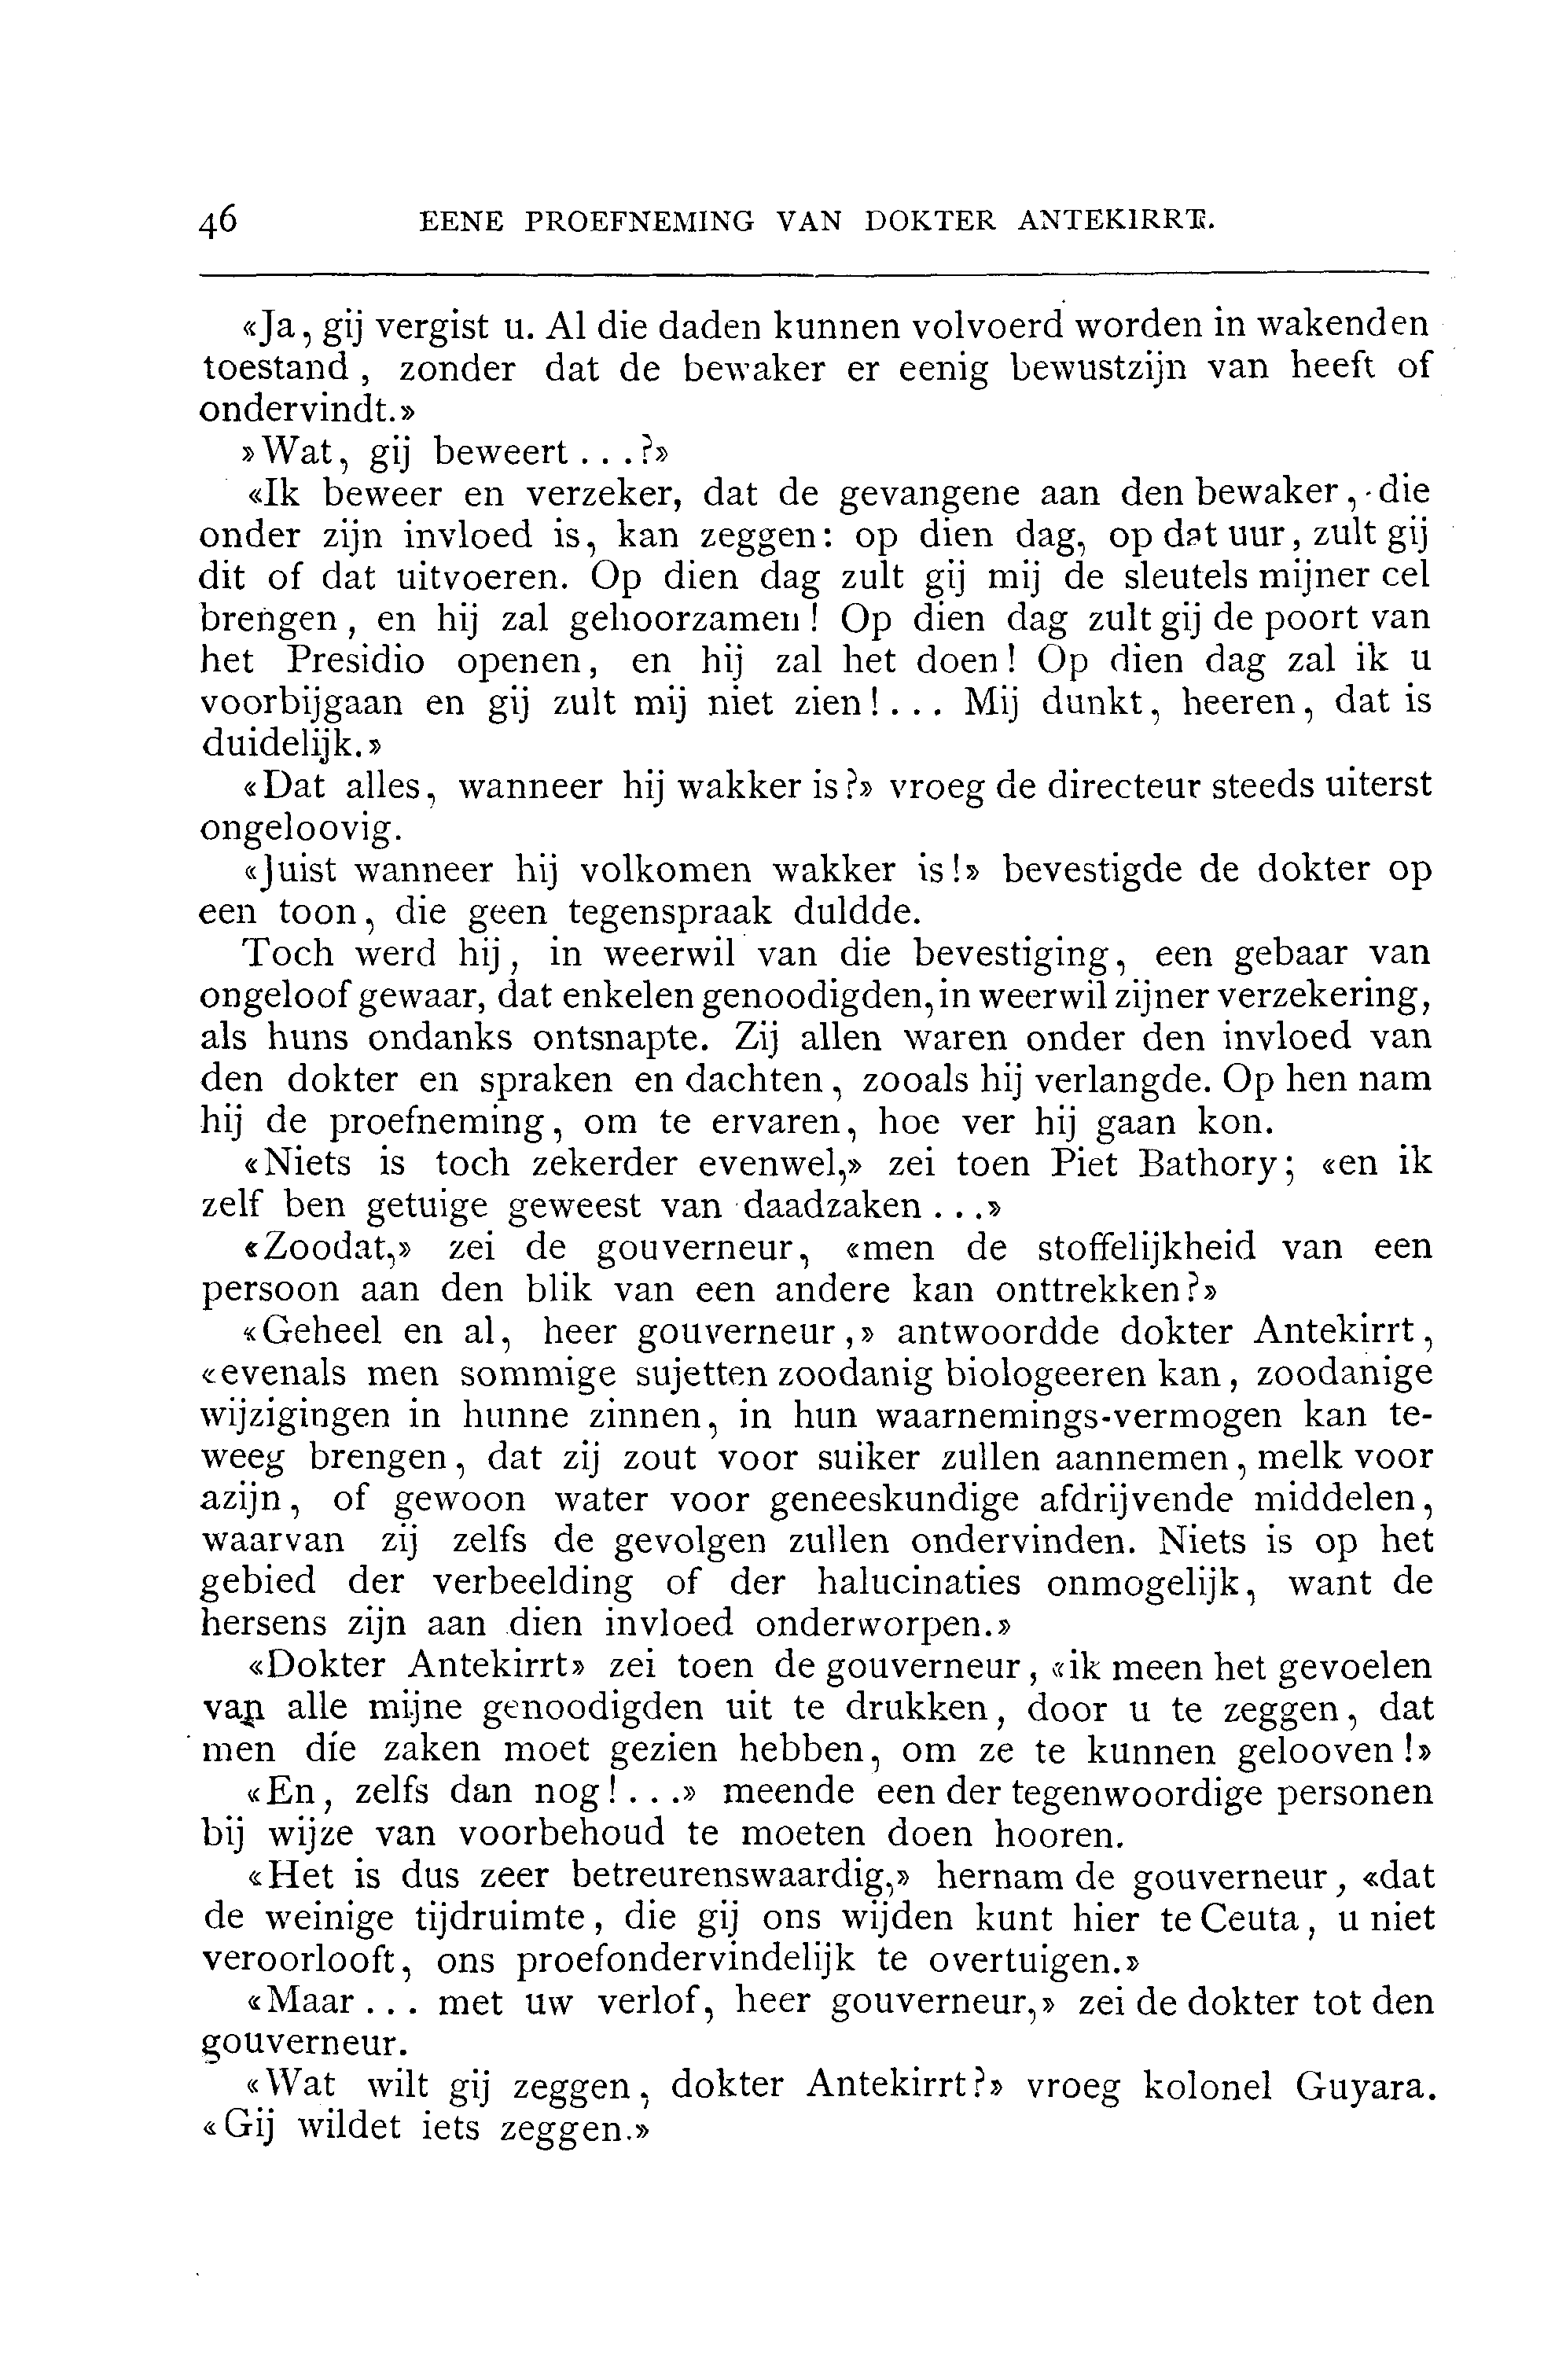 46 EENE PROEFNEMING VAN DOKTER ANTEKIRRTT.
«Ja, gij vergist u. Al die daden kunnen volvoerd worden in wakenden
toestand, zonder dat de bewaker er eenig bewustzijn van heeft of
ondervindt.»
»Wat, gij beweert . . .?»
«Ik beweer en verzeker, dat de gevangene aan den bewaker, die
onder zijn invloed is, kan zeggen: op dien dag, op dat uur, zult gij
dit of dat uitvoeren. Op dien dag zult gij mij de sleutels mijner cel
brengen, en hij zal gehoorzamen! Op dien dag zult gij de poort van
het Presidio openen, en hij zal het doen! Op dien dag zal ik u
voorbijgaan en gij zult mij niet zien! . . . Mij dunkt, heeren, dat is
duidelijk.»
«Dat alles, wanneer hij wakker is?» vroeg de directeur steeds uiterst
ongeloovig.
«Juist wanneer hij volkomen wakker is!» bevestigde de dokter op
een toon, die geen tegenspraak duldde.
Toch werd hij, in weerwil van die bevestiging, een gebaar van
ongeloof gewaar, dat enkelen genoodigden, in weerwil zijner verzekering,
als huns ondanks ontsnapte. Zij allen waren onder den invloed van
den dokter en spraken en dachten, zooals hij verlangde. Op hen nam
hij de proefneming, om te ervaren, hoe ver hij gaan kon.
«Niets is toch zekerder evenwel,» zei toen Piet Bathory; «en ik
zelf ben getuige geweest van daadzaken . . .»
«Zoodat,» zei de gouverneur, «men de stoffelijkheid van een
persoon aan den blik van een andere kan onttrekken?»
«Geheel en al, heer gouverneur,» antwoordde dokter Antekirrt,
«evenals men sommige sujetten zoodanig biologeeren kan, zoodanige
wijzigingen in hunne zinnen, in hun waarnemings-vermogen kan te-
weeg brengen, dat zij zout voor suiker zullen aannemen, melk voor
azijn, of gewoon water voor geneeskundige afdrijvende middelen,
waarvan zij zelfs de gevolgen zullen ondervinden. Niets is op het
gebied der verbeelding of der halucinaties onmogelijk, want de
hersens zijn aan dien invloed onderworpen.»
«Dokter Antekirrt» zei toen de gouverneur, «ik meen het gevoelen
van alle mijne genoodigden uit te drukken, door u te zeggen, dat
men die zaken moet gezien hebben, om ze te kunnen gelooven!»
«En, zelfs dan nog! . . .» meende een der tegenwoordige personen
bij wijze van voorbehoud te moeten doen hooren.
«Het is dus zeer betreurenswaardig,» hernam de gouverneur, «dat
de weinige tijdruimte, die gij ons wijden kunt hier te Ceuta, u niet
veroorlooft, ons proefondervindelijk te overtuigen.»
«Maar . . . met uw verlof, heer gouverneur,» zei de dokter tot den
gouverneur.
«Wat wilt gij zeggen, dokter Antekirrt?» vroeg kolonel Guyara.
«Gij wildet iets zeggen.»